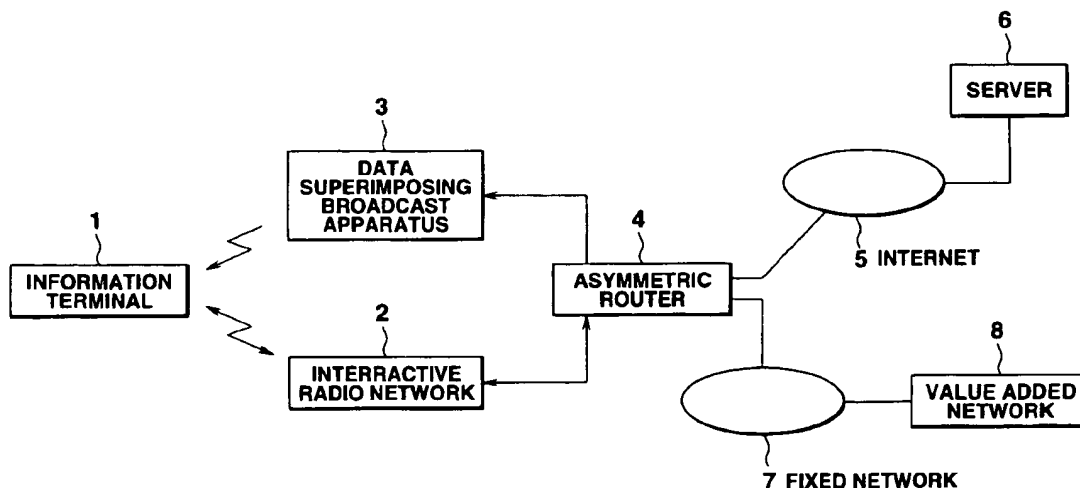 6
SERVER
3
DATA
SUPERIMPOSING
BROADCAST
APPARATUS
1
INFORMATION
TERMINAL
4
ASYMMETRIC
ROUTER
5 INTERNET
2
INTERRACTIVE
RADIO NETWORK
8
VALUE ADDED
NETWORK
7 FIXED NETWORK